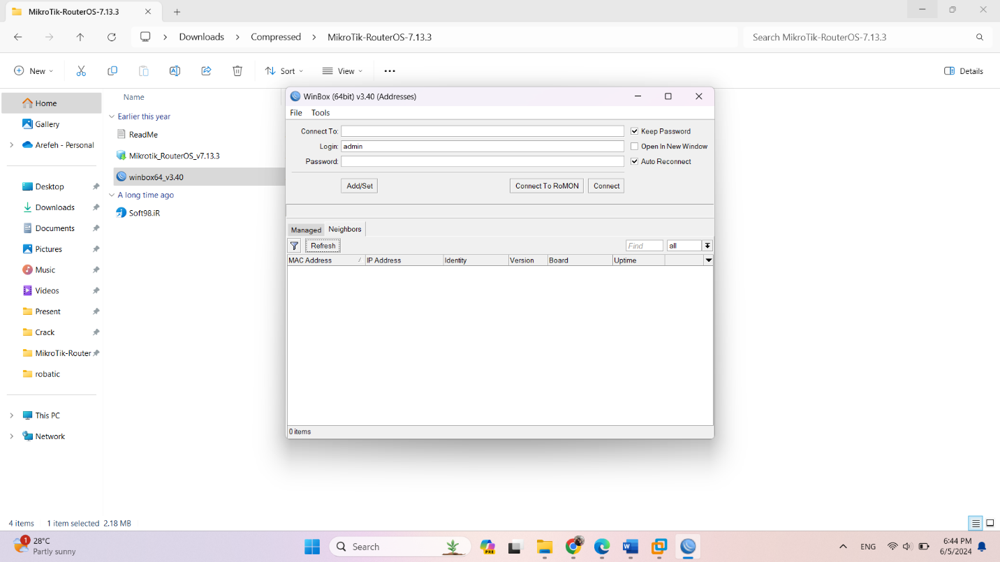 MikroTik-RouterOS-7.13.3
Downloads > Compressed > MikroTik-RouterOS-7.13.3
Search MikroTik-RouterOS-7.13.3
New
Sort
View
Details
Home
Gallery
Arefeh - Personal
Desktop
Downloads
Documents
Pictures
Music
Videos
Present
Crack
MikroTik-Router
robatic
This PC
Network
Name
Earlier this year
ReadMe
Mikrotik_RouterOS_v7.13.3
winbox64_v3.40
A long time ago
Soft98.iR
WinBox (64bit) v3.40 (Addresses)
File Tools
Connect To:
Keep Password
Login: admin
Open In New Window
Password:
Auto Reconnect
Add/Set
Connect To RoMON
Connect
Managed Neighbors
Refresh
Find
all
MAC Address IP Address Identity Version Board Uptime
0 items
4 items 1 item selected 2.18 MB
1
28°C
Partly sunny
Search
PRE
ENG
6:44 PM
6/5/2024